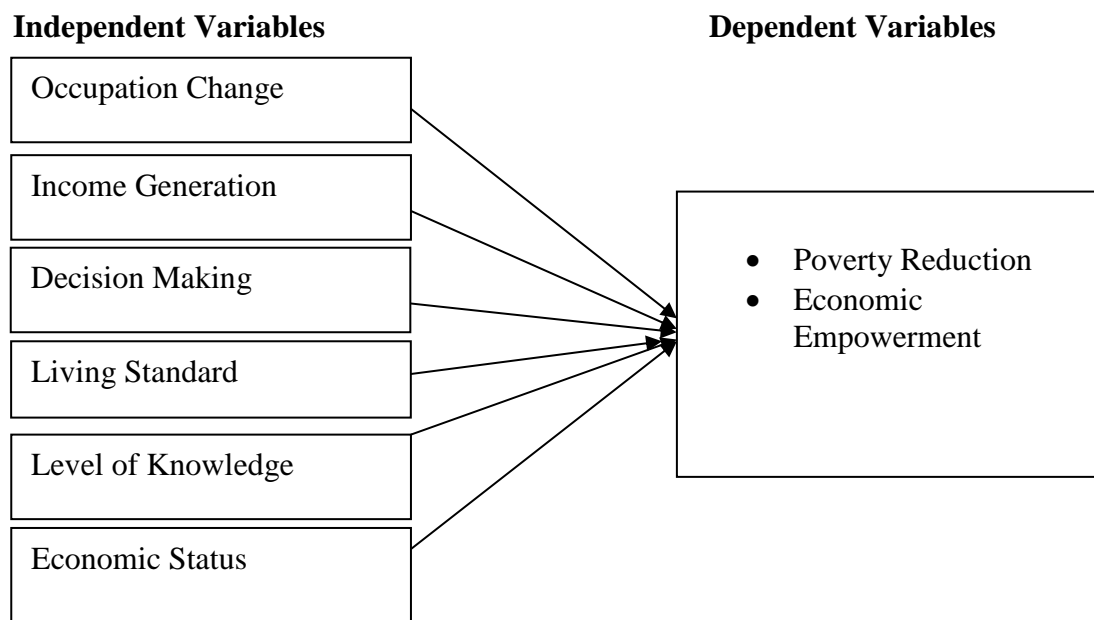 Independent Variables
Dependent Variables
Occupation Change
Income Generation
Decision Making
Living Standard
Level of Knowledge
Economic Status
• Poverty Reduction
• Economic
Empowerment